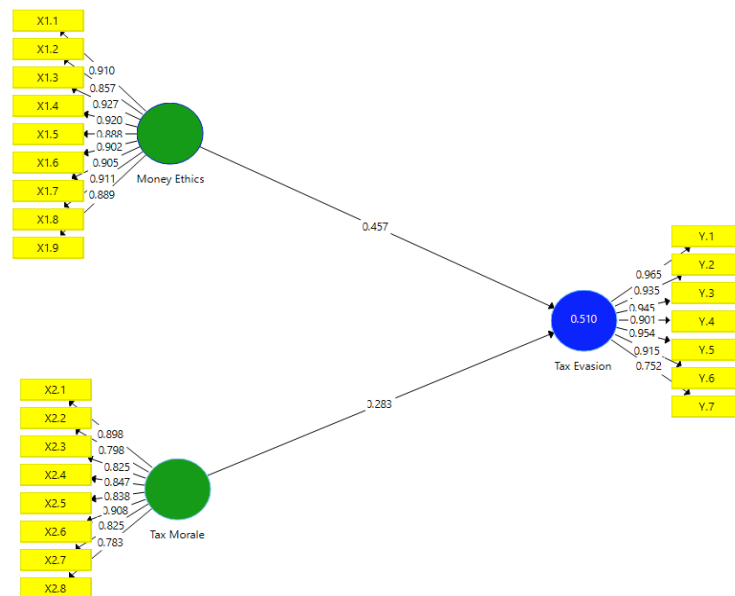 X1.1
X1.2
X1.3
X1.4
X1.5
X1.6
X1.7
X1.8
X1.9
0.910
0.857
0.927
0.920
0.888
0.902
0.905
0.911
0.889
Money Ethics
0.457
X2.1
X2.2
X2.3
X2.4
X2.5
X2.6
X2.7
X2.8
0.898
0.798
0.825
0.847
0.838
0.908
0.825
0.783
Tax Morale
0.283
0.510
Tax Evasion
0.965
0.935
0.945
0.901
0.954
0.915
0.752
Y.1
Y.2
Y.3
Y.4
Y.5
Y.6
Y.7